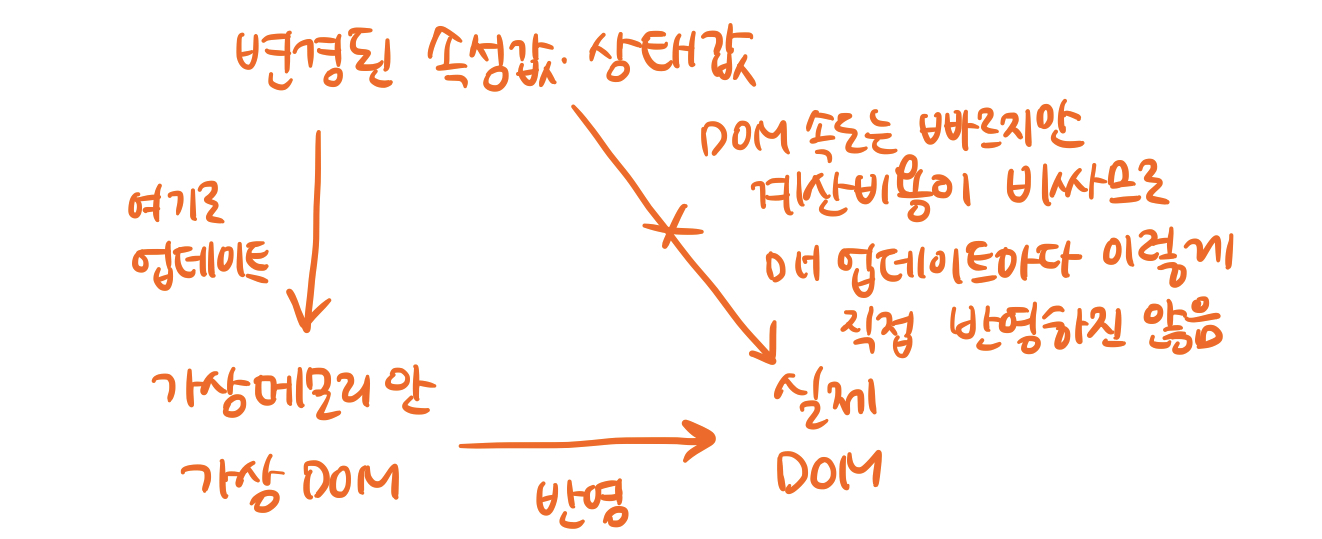 변경된 속성값·상태값
DOM 속도는 빠르지만
계산비용이 비싸므로
매 업데이트마다 이렇게
직접 반영하진 않음
여기로
업데이트
가상메모리 안
가상 DOM
반영
실제
DOM